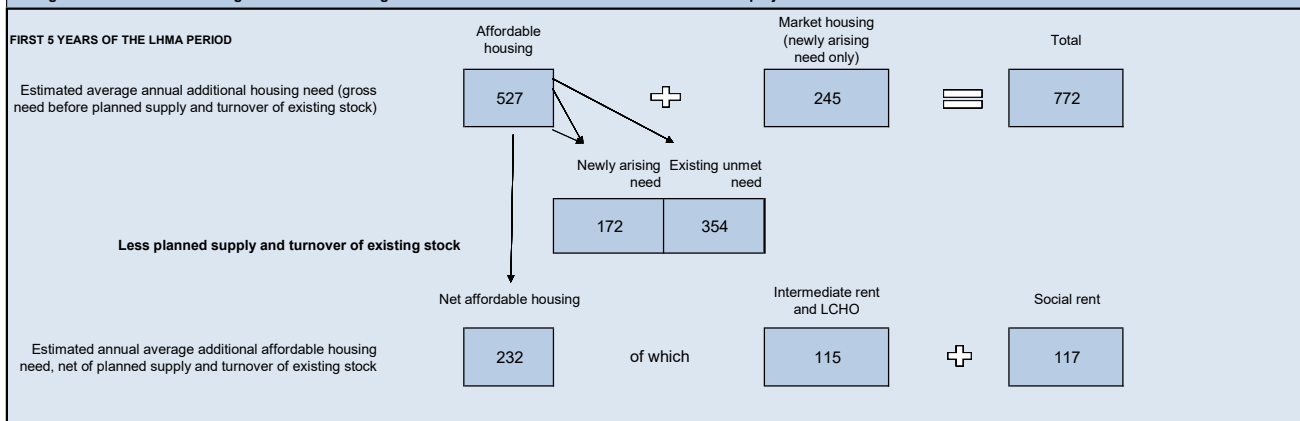 FIRST 5 YEARS OF THE LHMA PERIOD
Affordable
housing
Market housing
(newly arising
need only)
Total
Estimated average annual additional housing need (gross
need before planned supply and turnover of existing stock)
527
245
772
Newly arising
need
Existing unmet
need
172
354
Less planned supply and turnover of existing stock
Net affordable housing
Intermediate rent
and LCHO
Social rent
Estimated annual average additional affordable housing
need, net of planned supply and turnover of existing stock
232
of which
115
117